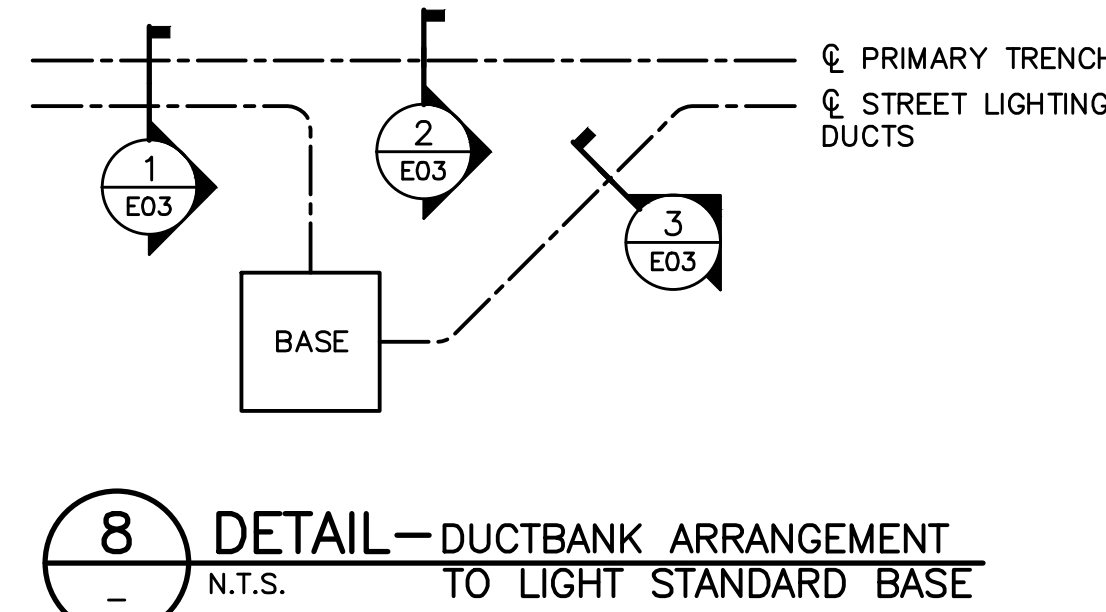 ℄ PRIMARY TRENCH
℄ STREET LIGHTING
DUCTS
1
E03
2
E03
3
E03
BASE
8
–
DETAIL – DUCTBANK ARRANGEMENT
TO LIGHT STANDARD BASE
N.T.S.